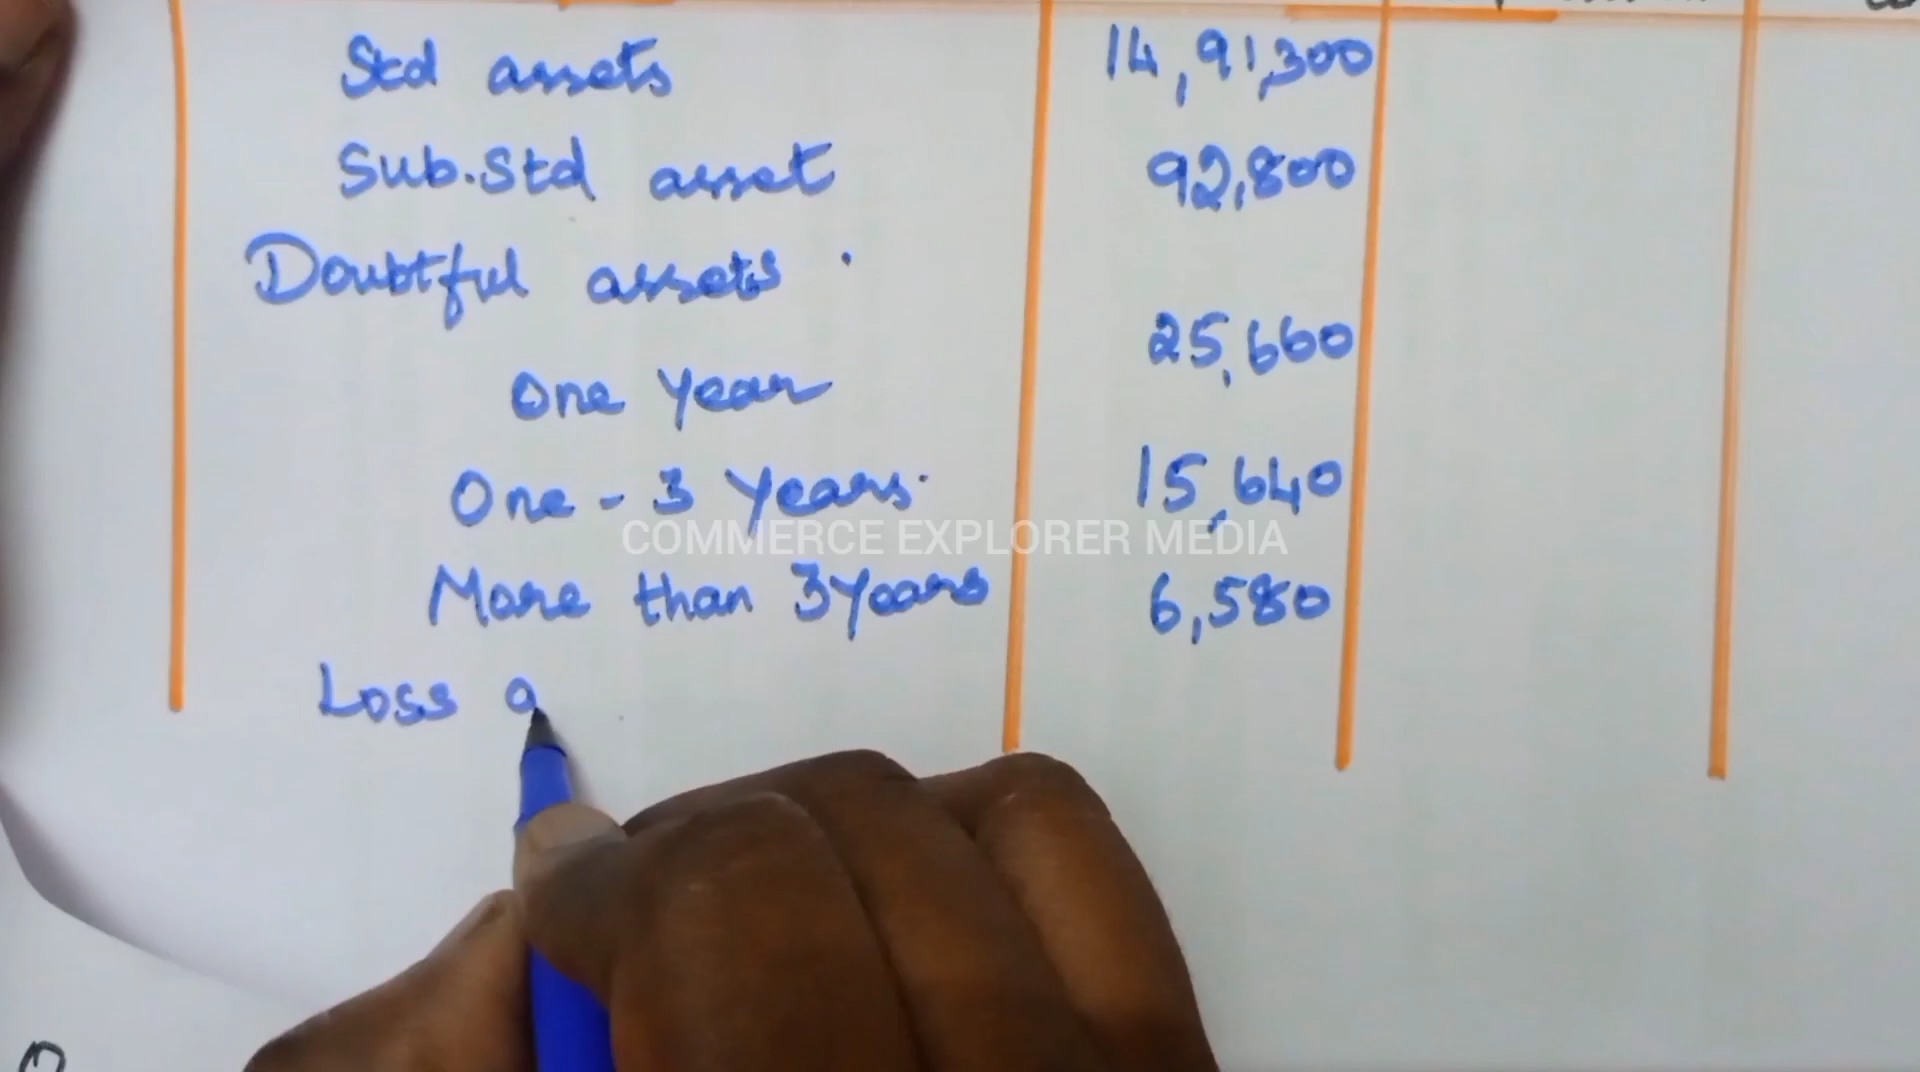 Std assets 14,91,300
Sub.Std asset 92,800
Doubtful assets
25,660
One year
One - 3 years. 15,640
COMMERCE EXPLORER MEDIA
More than 3 years 6,580
Loss a